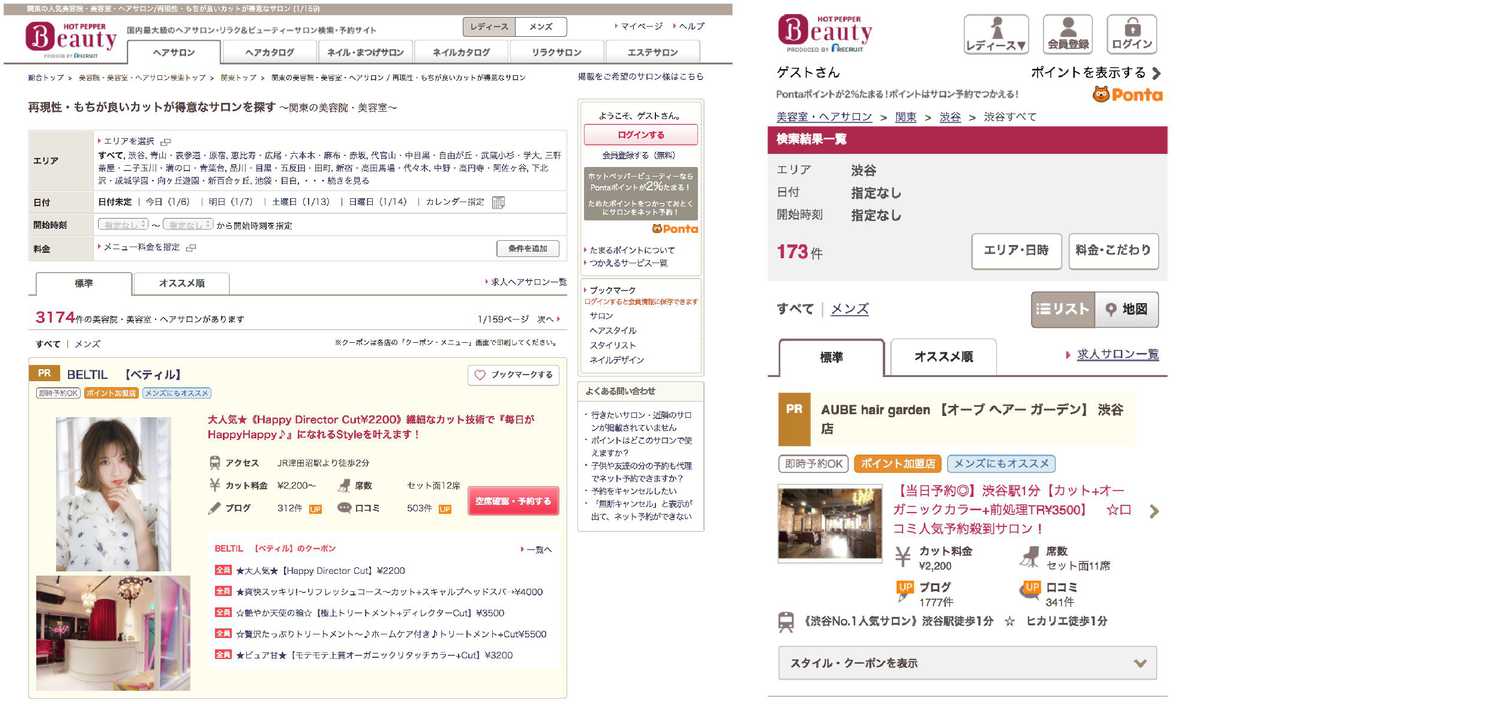 関東の人気美容院・美容室・ヘアサロン/再現性・もちが良いカットが得意なサロン (1/159)
HOT PEPPER
Beauty
PRODUCED BY RECRUIT
国内最大級のヘアサロン・リラク＆ビューティーサロン検索・予約サイト
レディース
メンズ
マイページ
ヘルプ
ヘアサロン
ヘアカタログ
ネイル・まつげサロン
ネイルカタログ
リラクサロン
エステサロン
総合トップ > 美容院・美容室・ヘアサロン検索トップ > 関東トップ > 関東の美容院・美容室・ヘアサロン / 再現性・もちが良いカットが得意なサロン
掲載をご希望のサロン様はこちら
再現性・もちが良いカットが得意なサロンを探す ～関東の美容院・美容室～
エリア
エリアを選択
すべて, 渋谷, 青山・表参道・原宿, 恵比寿・広尾・六本木・麻布・赤坂, 代官山・中目黒・自由が丘・武蔵小杉・学大, 三軒
茶屋・二子玉川・溝の口・青葉台, 品川・目黒・五反田・田町, 新宿・高田馬場・代々木, 中野・高円寺・阿佐ヶ谷, 下北
沢・成城学園・向ヶ丘遊園・新百合ヶ丘, 池袋・目白, ・・・続きを見る
日付
日付未定 | 今日（1/6） | 明日（1/7） | 土曜日（1/13） | 日曜日（1/14） | カレンダー指定
開始時刻
指定なし ～ 指定なし から開始時刻を指定
料金
メニュー料金を指定
条件を追加
標準
オススメ順
求人ヘアサロン一覧
3174件の美容院・美容室・ヘアサロンがあります
1/159ページ 次へ
すべて | メンズ
※クーポンは各店の「クーポン・メニュー」画面で印刷してください。
PR
BELTIL 【ベティル】
ブックマークする
即時予約OK
ポイント加盟店
メンズにもオススメ
大人気★《Happy Director Cut¥2200》繊細なカット技術で『毎日が
HappyHappy♪』になれるStyleを叶えます！
アクセス JR津田沼駅より徒歩2分
カット料金 ¥2,200～
席数 セット面12席
ブログ 312件 UP
口コミ 503件 UP
空席確認・予約する
BELTIL 【ベティル】のクーポン
一覧へ
全員 ★大人気★【Happy Director Cut】¥2200
全員 ★爽快スッキリ!～リフレッシュコース～カット+スキャルプヘッドスパ→¥4000
全員 ☆艶やか天使の輪☆【極上トリートメント+ディレクターCut】¥3500
全員 ☆贅沢たっぷりトリートメント～♪ホームケア付き♪トリートメント+Cut¥5500
全員 ★ピュア甘★【モテモテ上質オーガニックリタッチカラー+Cut】¥3200
ようこそ、ゲストさん。
ログインする
会員登録する（無料）
ホットペッパービューティーなら
Pontaポイントが2%たまる！
ためたポイントをつかっておとく
にサロンをネット予約！
Ponta
たまるポイントについて
つかえるサービス一覧
ブックマーク
ログインすると会員情報に保存できます
サロン
ヘアスタイル
スタイリスト
ネイルデザイン
よくある問い合わせ
・行きたいサロン・近隣のサロ
ンが掲載されていません
・ポイントはどこのサロンで使
えますか？
・子供や友達の分の予約も代理
でネット予約できますか？
・予約をキャンセルしたい
・「無断キャンセル」と表示が
出て、ネット予約ができない
HOT PEPPER
Beauty
PRODUCED BY RECRUIT
レディース▼
会員登録
ログイン
ゲストさん
ポイントを表示する
Pontaポイントが2%たまる！ポイントはサロン予約でつかえる！
Ponta
美容室・ヘアサロン > 関東 > 渋谷 > 渋谷すべて
検索結果一覧
エリア 渋谷
日付 指定なし
開始時刻 指定なし
173件
エリア・日時
料金・こだわり
すべて | メンズ
リスト
地図
標準
オススメ順
求人サロン一覧
PR
AUBE hair garden 【オーブ ヘアー ガーデン】 渋谷
店
即時予約OK
ポイント加盟店
メンズにもオススメ
【当日予約◎】渋谷駅1分【カット+オー
ガニックカラー+前処理TR¥3500】 ☆口
コミ人気予約殺到サロン！
カット料金
¥2,200
席数
セット面11席
UP
ブログ
1777件
UP
口コミ
341件
《渋谷No.1人気サロン》渋谷駅徒歩1分 ☆ ヒカリエ徒歩1分
スタイル・クーポンを表示